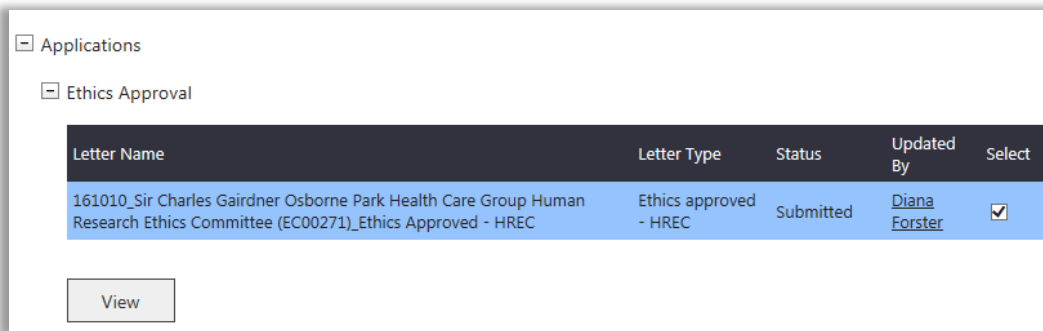 Applications
Ethics Approval
Letter Name Letter Type Status Updated By Select
161010_Sir Charles Gairdner Osborne Park Health Care Group Human
Research Ethics Committee (EC00271)_Ethics Approved - HREC
Ethics approved
- HREC
Submitted
Diana
Forster
View